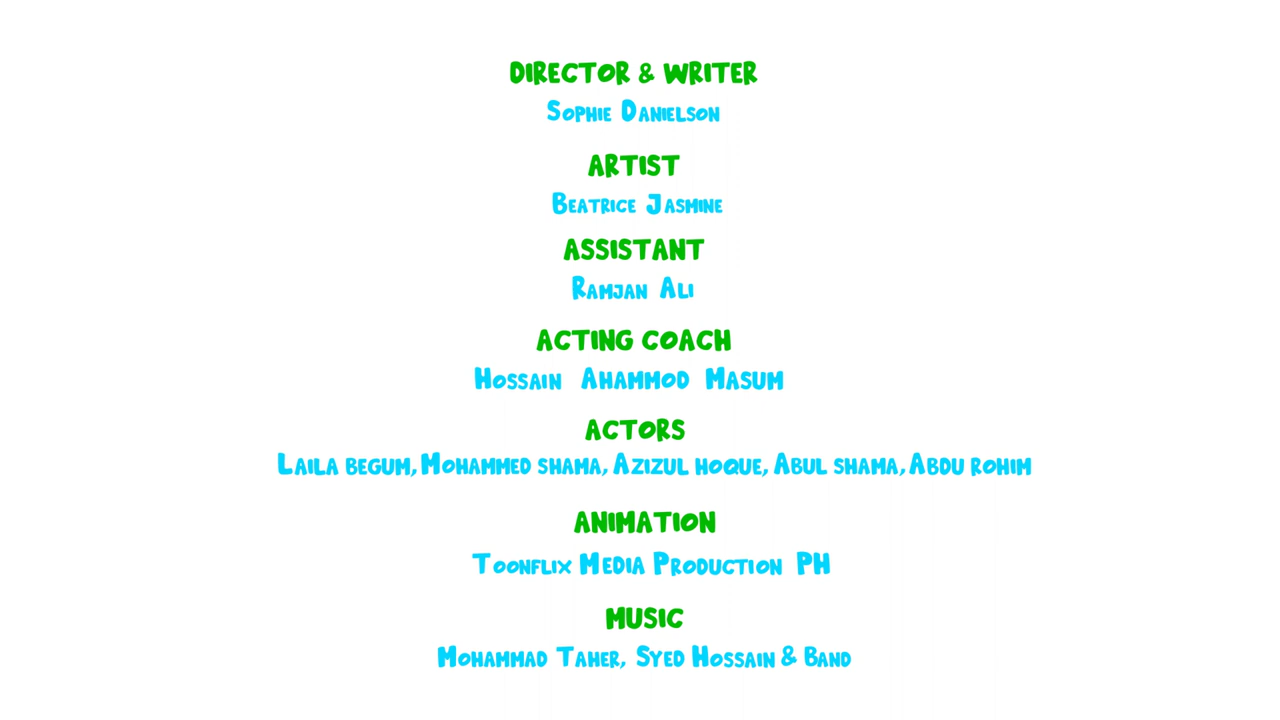 DIRECTOR & WRITER
SOPHIE DANIELSON
ARTIST
BEATRICE JASMINE
ASSISTANT
RAMJAN ALI
ACTING COACH
HOSSAIN AHAMMOD MASUM
ACTORS
LAILA BEGUM, MOHAMMED SHAMA, AZIZUL HOQUE, ABUL SHAMA, ABDU ROHIM
ANIMATION
TOONFLIX MEDIA PRODUCTION PH
MUSIC
MOHAMMAD TAHER, SYED HOSSAIN & BAND